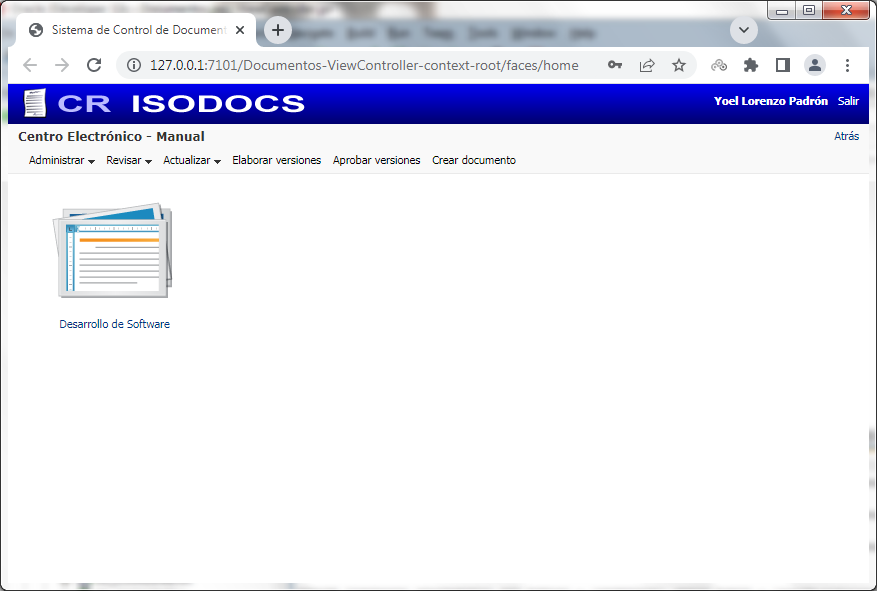 Sistema de Control de Document
127.0.0.1:7101/Documentos-ViewController-context-root/faces/home
CR ISODOCS
Yoel Lorenzo Padrón Salir
Centro Electrónico - Manual
Atrás
Administrar Revisar Actualizar Elaborar versiones Aprobar versiones Crear documento
Desarrollo de Software